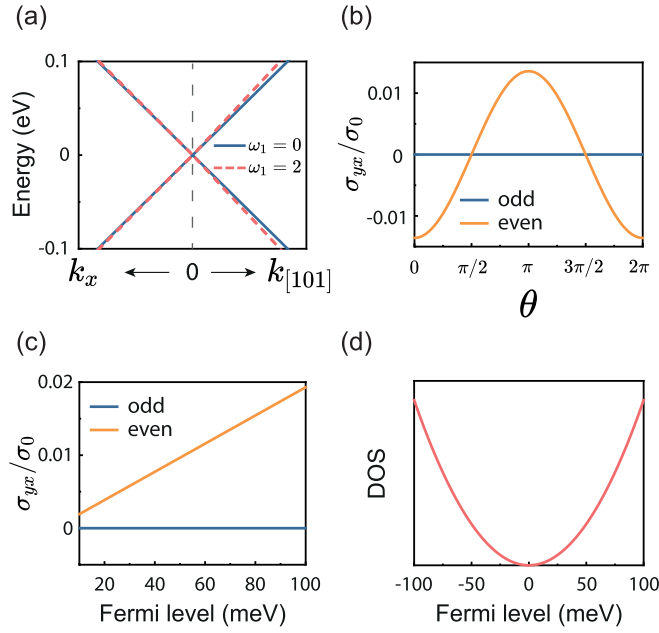 (a)
0.1
0
-0.1
Energy (eV)
ω₁ = 0
ω₁ = 2
kₓ ← 0 → k[101]
(b)
0.01
0
-0.01
σyx/σ0
odd
even
0 π/2 π 3π/2 2π
θ
(c)
0.02
0.01
0
σyx/σ0
odd
even
20 40 60 80 100
Fermi level (meV)
(d)
DOS
-100 -50 0 50 100
Fermi level (meV)